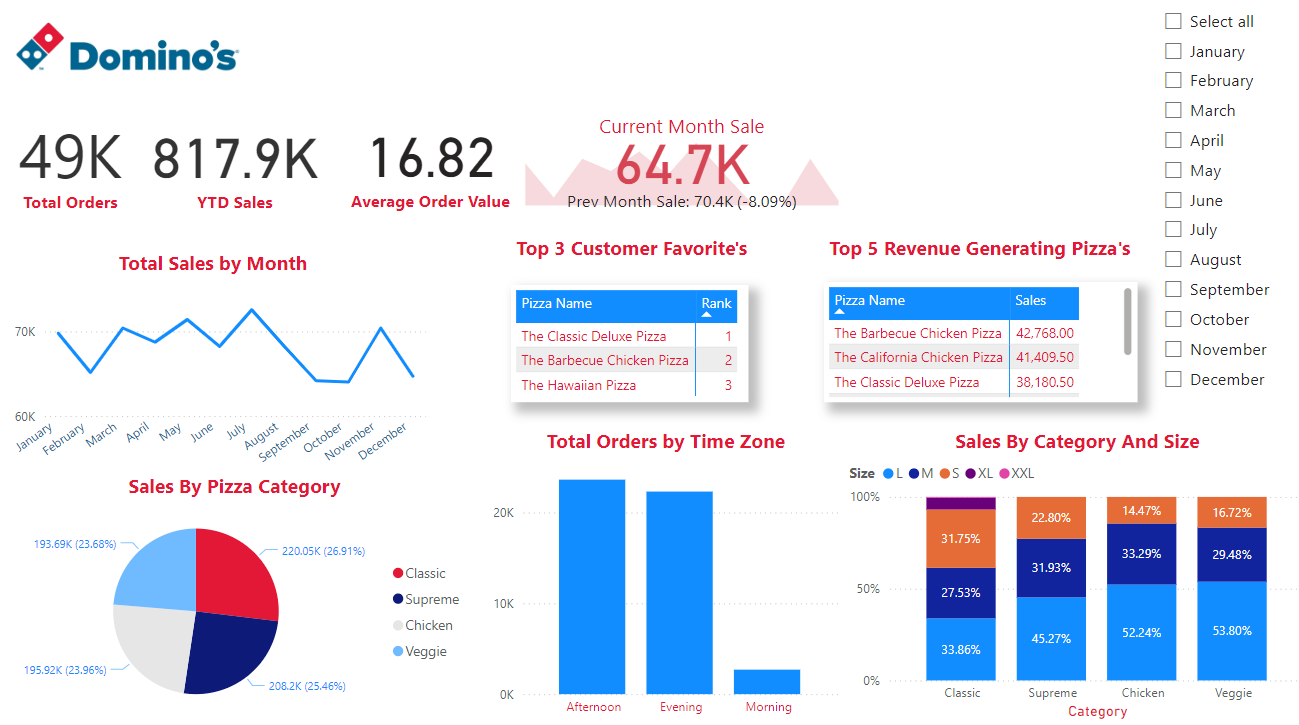 Domino's
49K
Total Orders
817.9K
YTD Sales
16.82
Average Order Value
Current Month Sale
64.7K
Prev Month Sale: 70.4K (-8.09%)
Select all
January
February
March
April
May
June
July
August
September
October
November
December
Total Sales by Month
70K
60K
January
February
March
April
May
June
July
August
September
October
November
December
Top 3 Customer Favorite's
Pizza Name Rank
The Classic Deluxe Pizza 1
The Barbecue Chicken Pizza 2
The Hawaiian Pizza 3
Top 5 Revenue Generating Pizza's
Pizza Name Sales
The Barbecue Chicken Pizza 42,768.00
The California Chicken Pizza 41,409.50
The Classic Deluxe Pizza 38,180.50
Sales By Pizza Category
193.69K (23.68%)
220.05K (26.91%)
195.92K (23.96%)
208.2K (25.46%)
Classic
Supreme
Chicken
Veggie
Total Orders by Time Zone
20K
10K
0K
Afternoon Evening Morning
Sales By Category And Size
Size L M S XL XXL
100%
50%
0%
31.75%
27.53%
33.86%
22.80%
31.93%
45.27%
14.47%
33.29%
52.24%
16.72%
29.48%
53.80%
Classic Supreme Chicken Veggie
Category